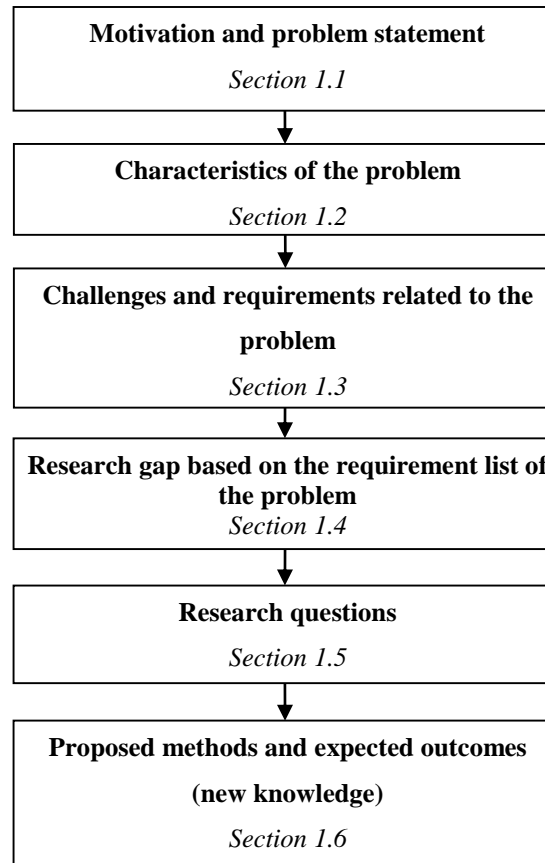 Motivation and problem statement
Section 1.1
Characteristics of the problem
Section 1.2
Challenges and requirements related to the
problem
Section 1.3
Research gap based on the requirement list of
the problem
Section 1.4
Research questions
Section 1.5
Proposed methods and expected outcomes
(new knowledge)
Section 1.6